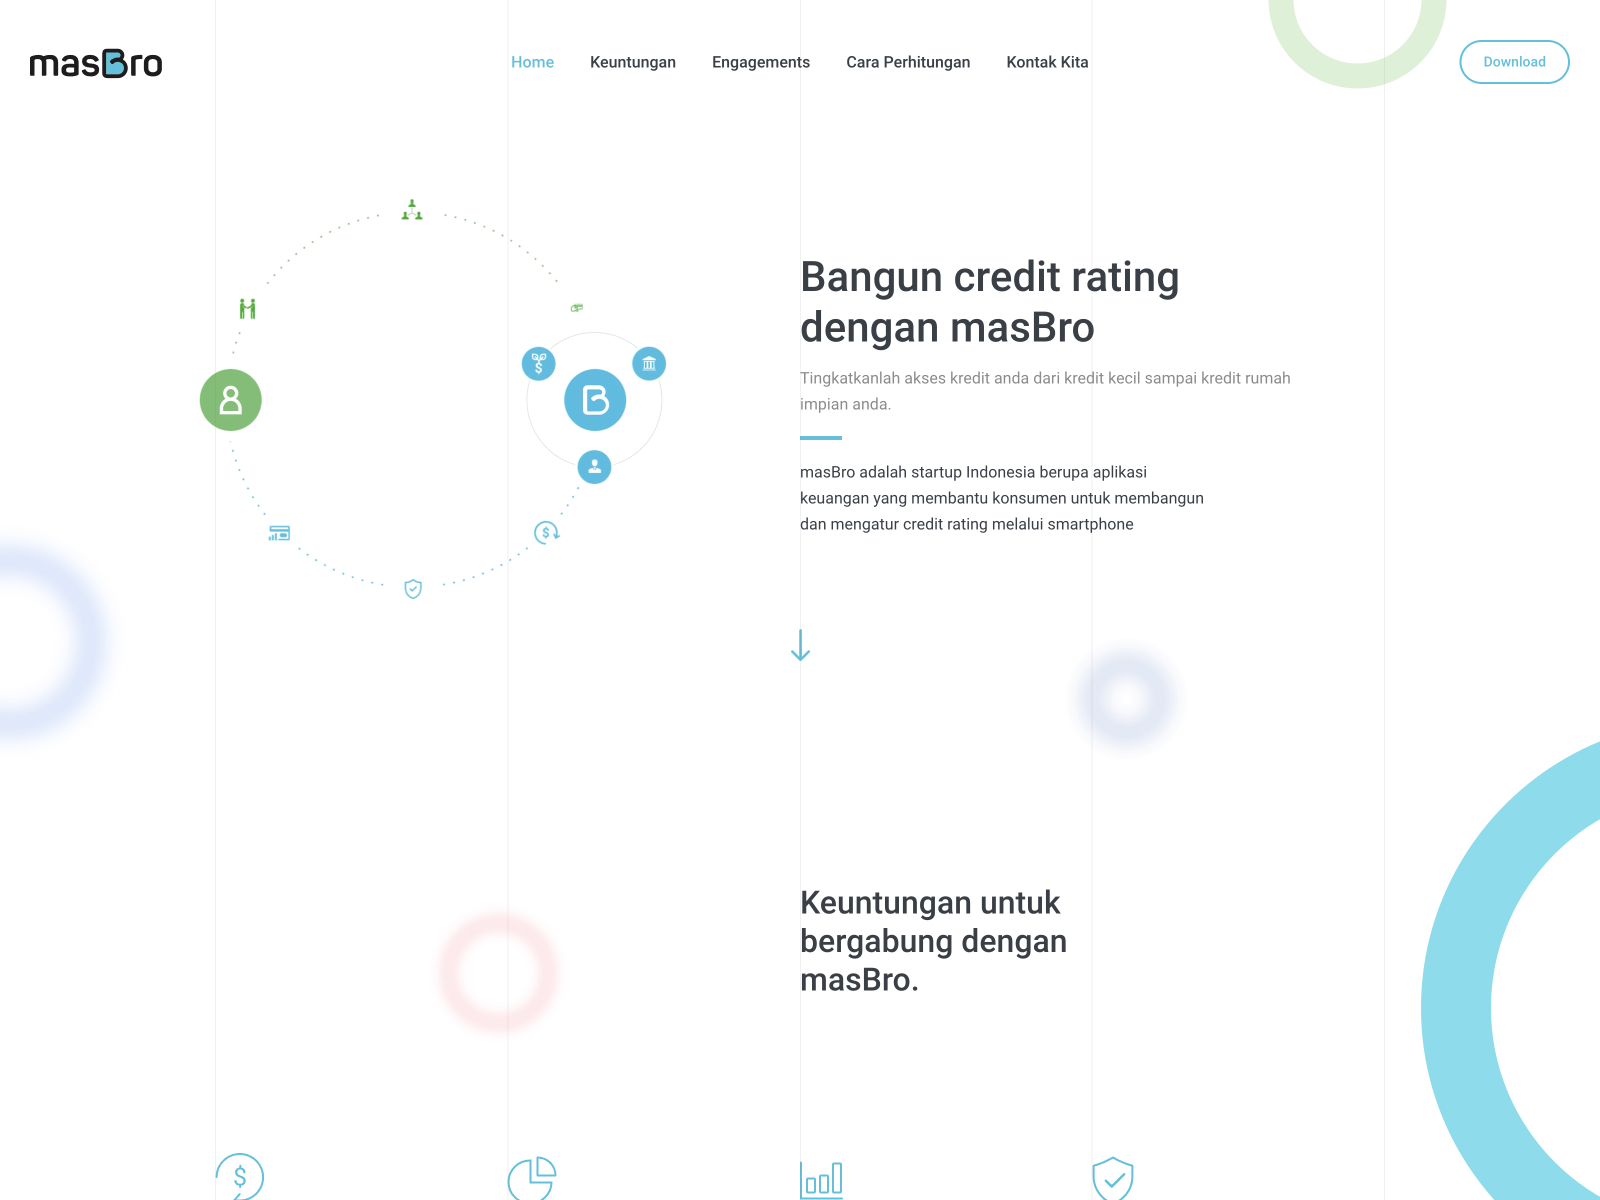 masBro
Home Keuntungan Engagements Cara Perhitungan Kontak Kita Download
Bangun credit rating
dengan masBro
Tingkatkanlah akses kredit anda dari kredit kecil sampai kredit rumah
impian anda.
masBro adalah startup Indonesia berupa aplikasi
keuangan yang membantu konsumen untuk membangun
dan mengatur credit rating melalui smartphone
Keuntungan untuk
bergabung dengan
masBro.